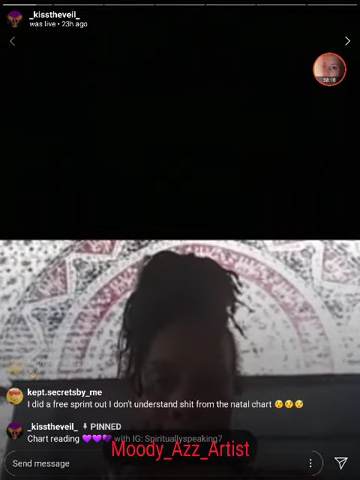 _kisstheveil_
was live • 23h ago
kept.secretsby_me
I did a free sprint out I don't understand shit from the natal chart 😢😢😢
_kisstheveil_ PINNED
Chart reading 💜💜💜 with IG: Spirituallyspeaking7
Moody_Azz_Artist
Send message